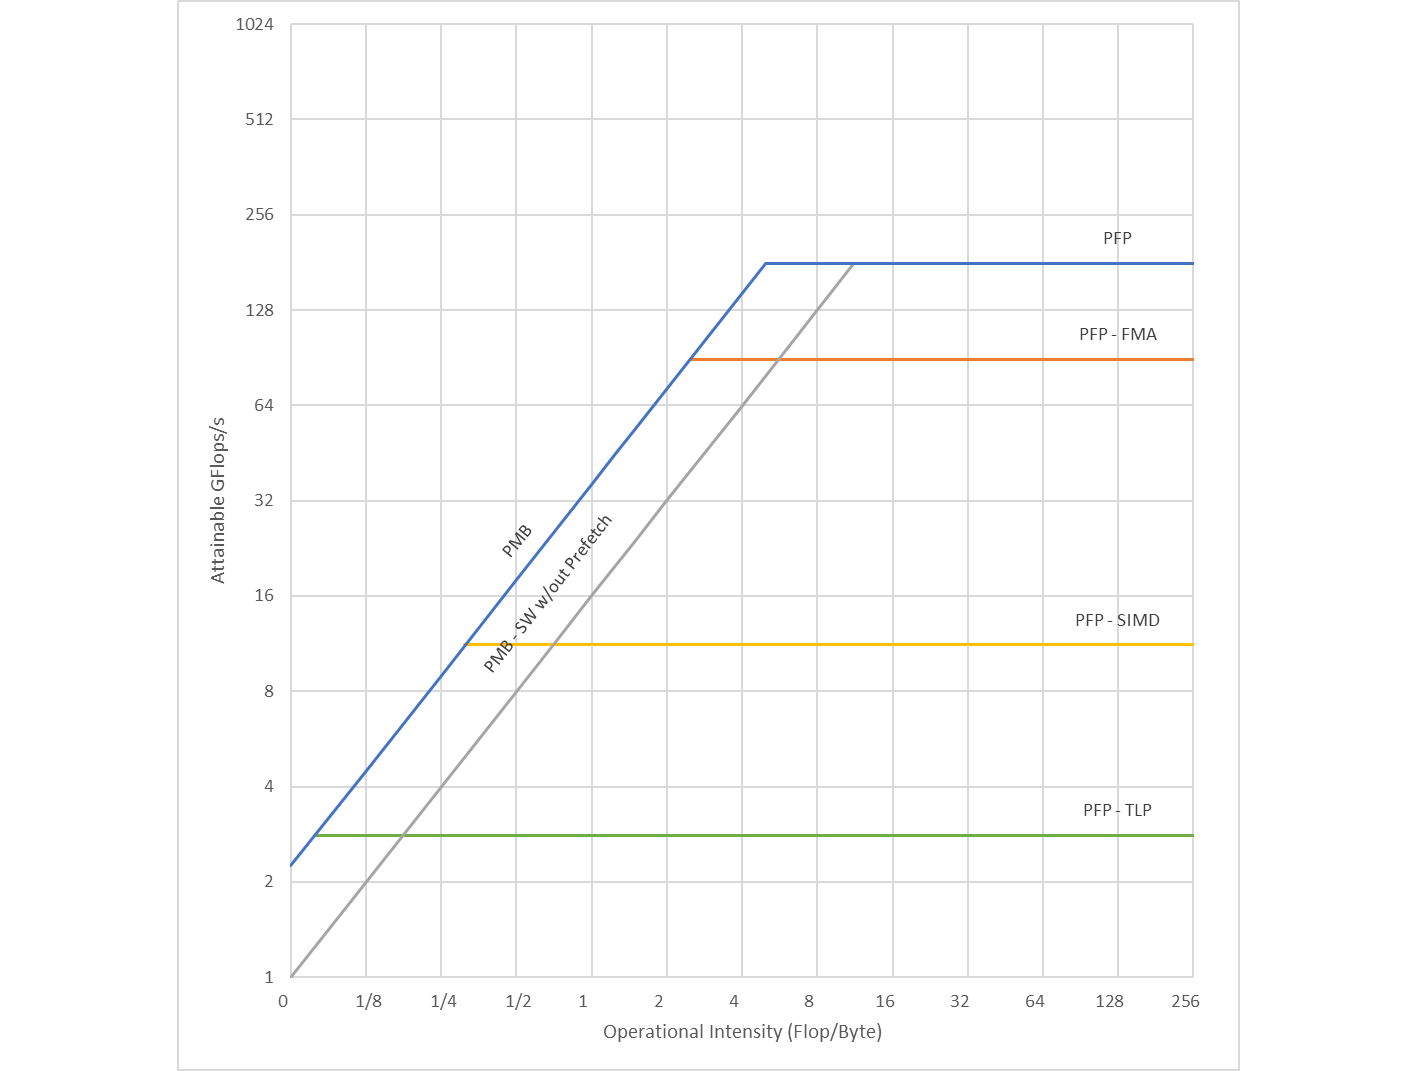 1024
512
256
PFP
128
PFP - FMA
64
Attainable GFlops/s
32
PMB
PMB - SW w/out Prefetch
16
PFP - SIMD
8
4
PFP - TLP
2
1
0 1/8 1/4 1/2 1 2 4 8 16 32 64 128 256
Operational Intensity (Flop/Byte)